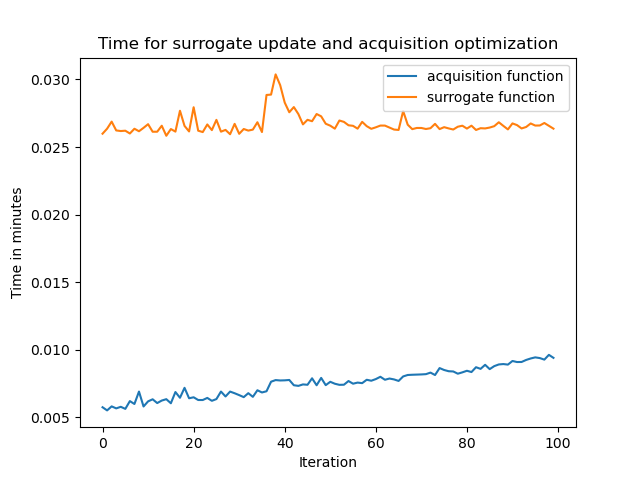 Time for surrogate update and acquisition optimization
acquisition function
surrogate function
0.030
0.025
0.020
0.015
0.010
0.005
Time in minutes
0 20 40 60 80 100
Iteration